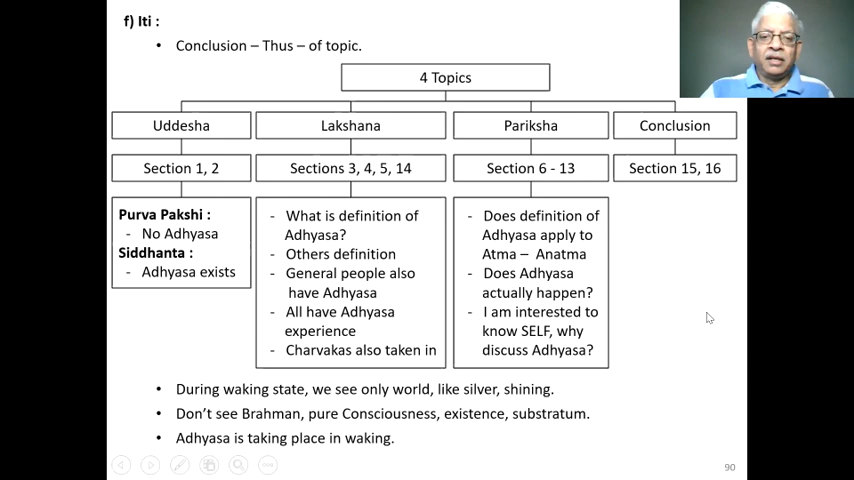 f) Iti :
• Conclusion – Thus – of topic.
4 Topics
Uddesha
Lakshana
Pariksha
Conclusion
Section 1, 2
Sections 3, 4, 5, 14
Section 6 - 13
Section 15, 16
Purva Pakshi :
- No Adhyasa
Siddhanta :
- Adhyasa exists
- What is definition of
Adhyasa?
- Others definition
- General people also
have Adhyasa
- All have Adhyasa
experience
- Charvakas also taken in
- Does definition of
Adhyasa apply to
Atma – Anatma
- Does Adhyasa
actually happen?
- I am interested to
know SELF, why
discuss Adhyasa?
• During waking state, we see only world, like silver, shining.
• Don't see Brahman, pure Consciousness, existence, substratum.
• Adhyasa is taking place in waking.
90